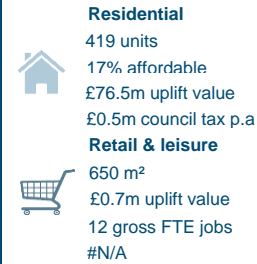 Residential
419 units
17% affordable
£76.5m uplift value
£0.5m council tax p.a
Retail & leisure
650 m²
£0.7m uplift value
12 gross FTE jobs
#N/A